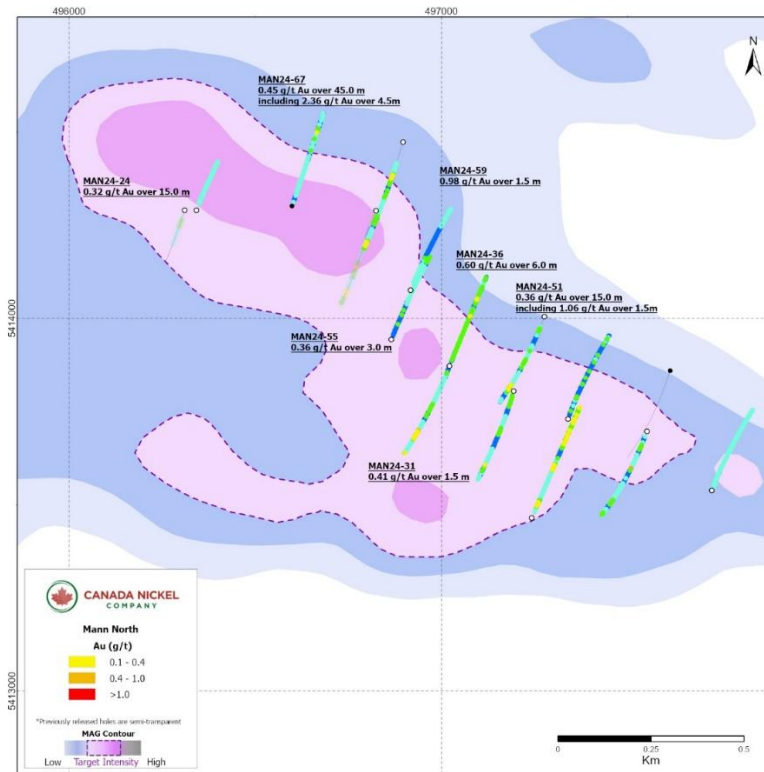 496000
497000
N
MAN24-67
0.45 g/t Au over 45.0 m
including 2.36 g/t Au over 4.5m
MAN24-59
0.98 g/t Au over 1.5 m
MAN24-24
0.32 g/t Au over 15.0 m
MAN24-36
0.60 g/t Au over 6.0 m
MAN24-51
0.36 g/t Au over 15.0 m
including 1.06 g/t Au over 1.5m
5414000
MAN24-55
0.36 g/t Au over 3.0 m
MAN24-31
0.41 g/t Au over 1.5 m
CANADA NICKEL
COMPANY
Mann North
Au (g/t)
0.1 - 0.4
0.4 - 1.0
>1.0
*Previously released holes are semi-transparent
MAG Contour
Low Target Intensity High
5413000
0 0.25 0.5
Km